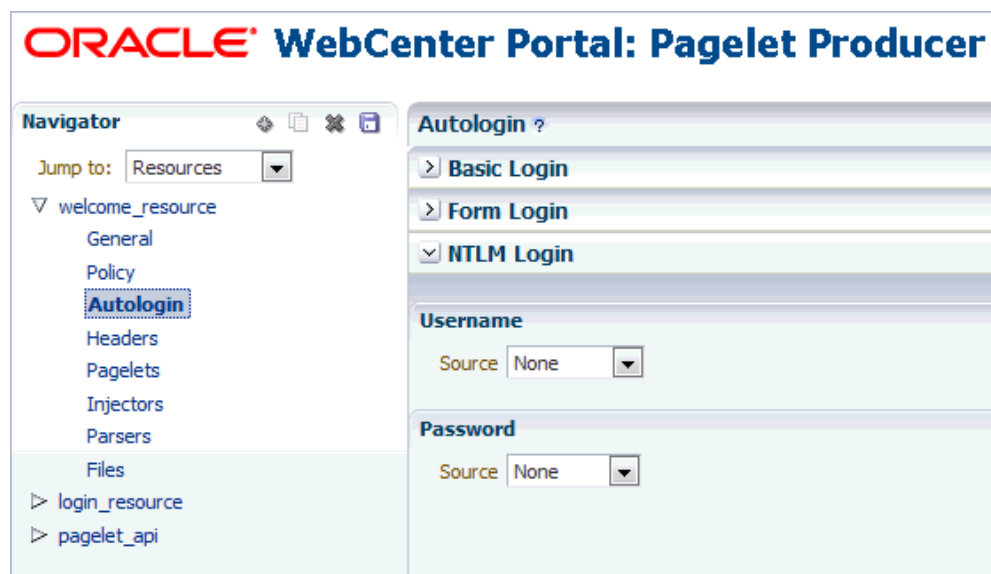 ORACLE WebCenter Portal: Pagelet Producer
Navigator
Jump to: Resources
welcome_resource
General
Policy
Autologin
Headers
Pagelets
Injectors
Parsers
Files
login_resource
pagelet_api
Autologin ?
Basic Login
Form Login
NTLM Login
Username
Source None
Password
Source None